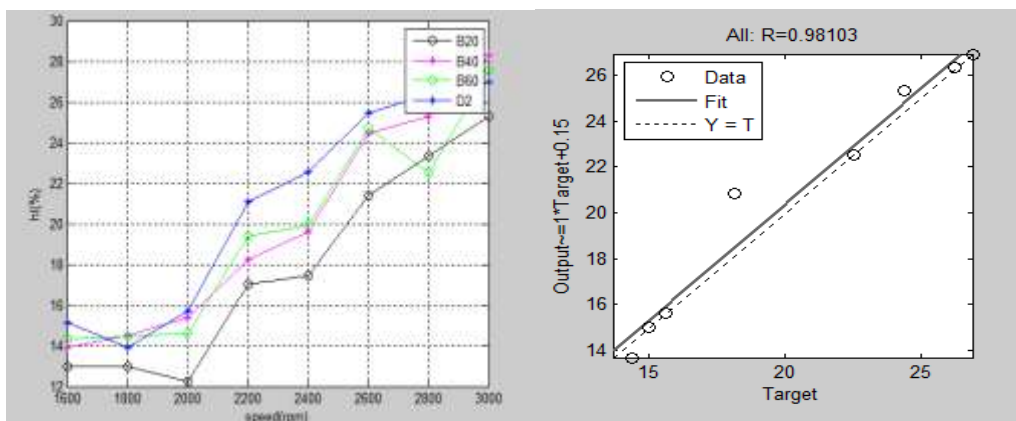 30
28
26
24
22
20
18
16
14
12
B20
B40
B60
D2
1600 1800 2000 2200 2400 2600 2800 3000
speed(rpm)
All: R=0.98103
Output~=1*Target+0.15
26
24
22
20
18
16
14
Data
Fit
Y = T
15 20 25
Target